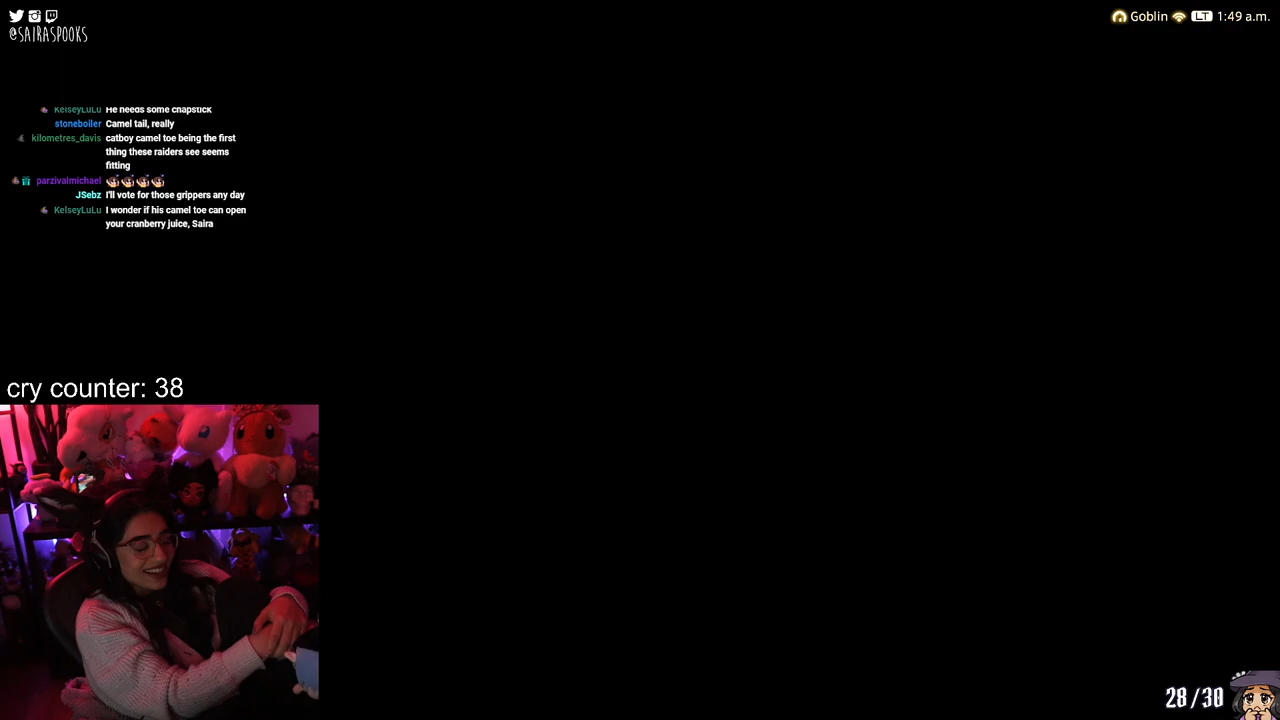 @SAIRASPOOKS
Goblin LT 1:49 a.m.
KelseyLuLu He needs some chapstick
stoneboiler Camel tail, really
kilometres_davis catboy camel toe being the first
thing these raiders see seems
fitting
parzivalmichael
JSebz I'll vote for those grippers any day
KelseyLuLu I wonder if his camel toe can open
your cranberry juice, Saira
cry counter: 38
28/30